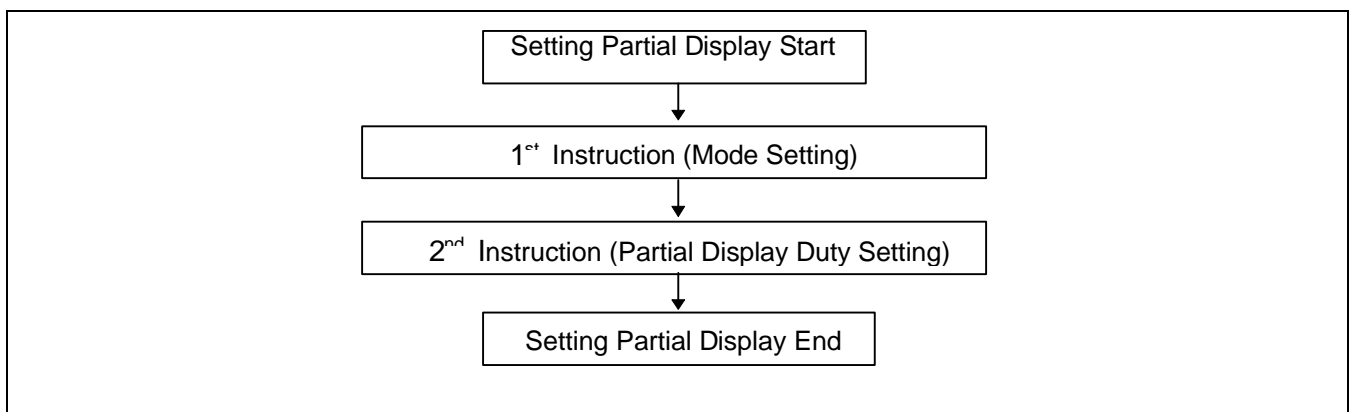 Setting Partial Display Start
1st Instruction (Mode Setting)
2nd Instruction (Partial Display Duty Setting)
Setting Partial Display End